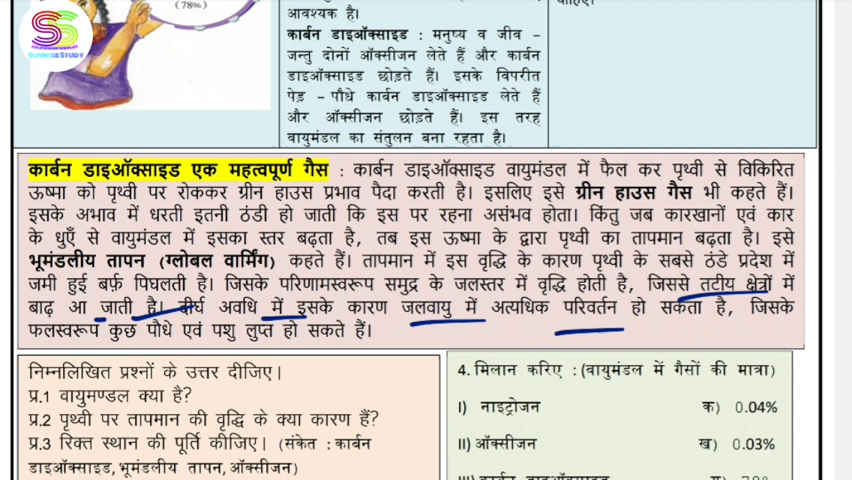 (78%)
SS
SUNRISE STUDY
आवश्यक है।
कार्बन डाइऑक्साइड : मनुष्य व जीव –
जन्तु दोनों ऑक्सीजन लेते हैं और कार्बन
डाइऑक्साइड छोड़ते हैं। इसके विपरीत
पेड़ – पौधे कार्बन डाइऑक्साइड लेते हैं
और ऑक्सीजन छोड़ते हैं। इस तरह
वायुमंडल का संतुलन बना रहता है।
कार्बन डाइऑक्साइड एक महत्वपूर्ण गैस : कार्बन डाइऑक्साइड वायुमंडल में फैल कर पृथ्वी से विकिरित
ऊष्मा को पृथ्वी पर रोककर ग्रीन हाउस प्रभाव पैदा करती है। इसलिए इसे ग्रीन हाउस गैस भी कहते हैं।
इसके अभाव में धरती इतनी ठंडी हो जाती कि इस पर रहना असंभव होता। किंतु जब कारखानों एवं कार
के धुएँ से वायुमंडल में इसका स्तर बढ़ता है, तब इस ऊष्मा के द्वारा पृथ्वी का तापमान बढ़ता है। इसे
भूमंडलीय तापन (ग्लोबल वार्मिंग) कहते हैं। तापमान में इस वृद्धि के कारण पृथ्वी के सबसे ठंडे प्रदेश में
जमी हुई बर्फ़ पिघलती है। जिसके परिणामस्वरूप समुद्र के जलस्तर में वृद्धि होती है, जिससे तटीय क्षेत्रों में
बाढ़ आ जाती है। दीर्घ अवधि में इसके कारण जलवायु में अत्यधिक परिवर्तन हो सकता है, जिसके
फलस्वरूप कुछ पौधे एवं पशु लुप्त हो सकते हैं।
निम्नलिखित प्रश्नों के उत्तर दीजिए।
प्र.1 वायुमण्डल क्या है?
प्र.2 पृथ्वी पर तापमान की वृद्धि के क्या कारण हैं?
प्र.3 रिक्त स्थान की पूर्ति कीजिए। (संकेत : कार्बन
डाइऑक्साइड, भूमंडलीय तापन, ऑक्सीजन)
4. मिलान करिए : (वायुमंडल में गैसों की मात्रा)
I) नाइट्रोजन क) 0.04%
II) ऑक्सीजन ख) 0.03%